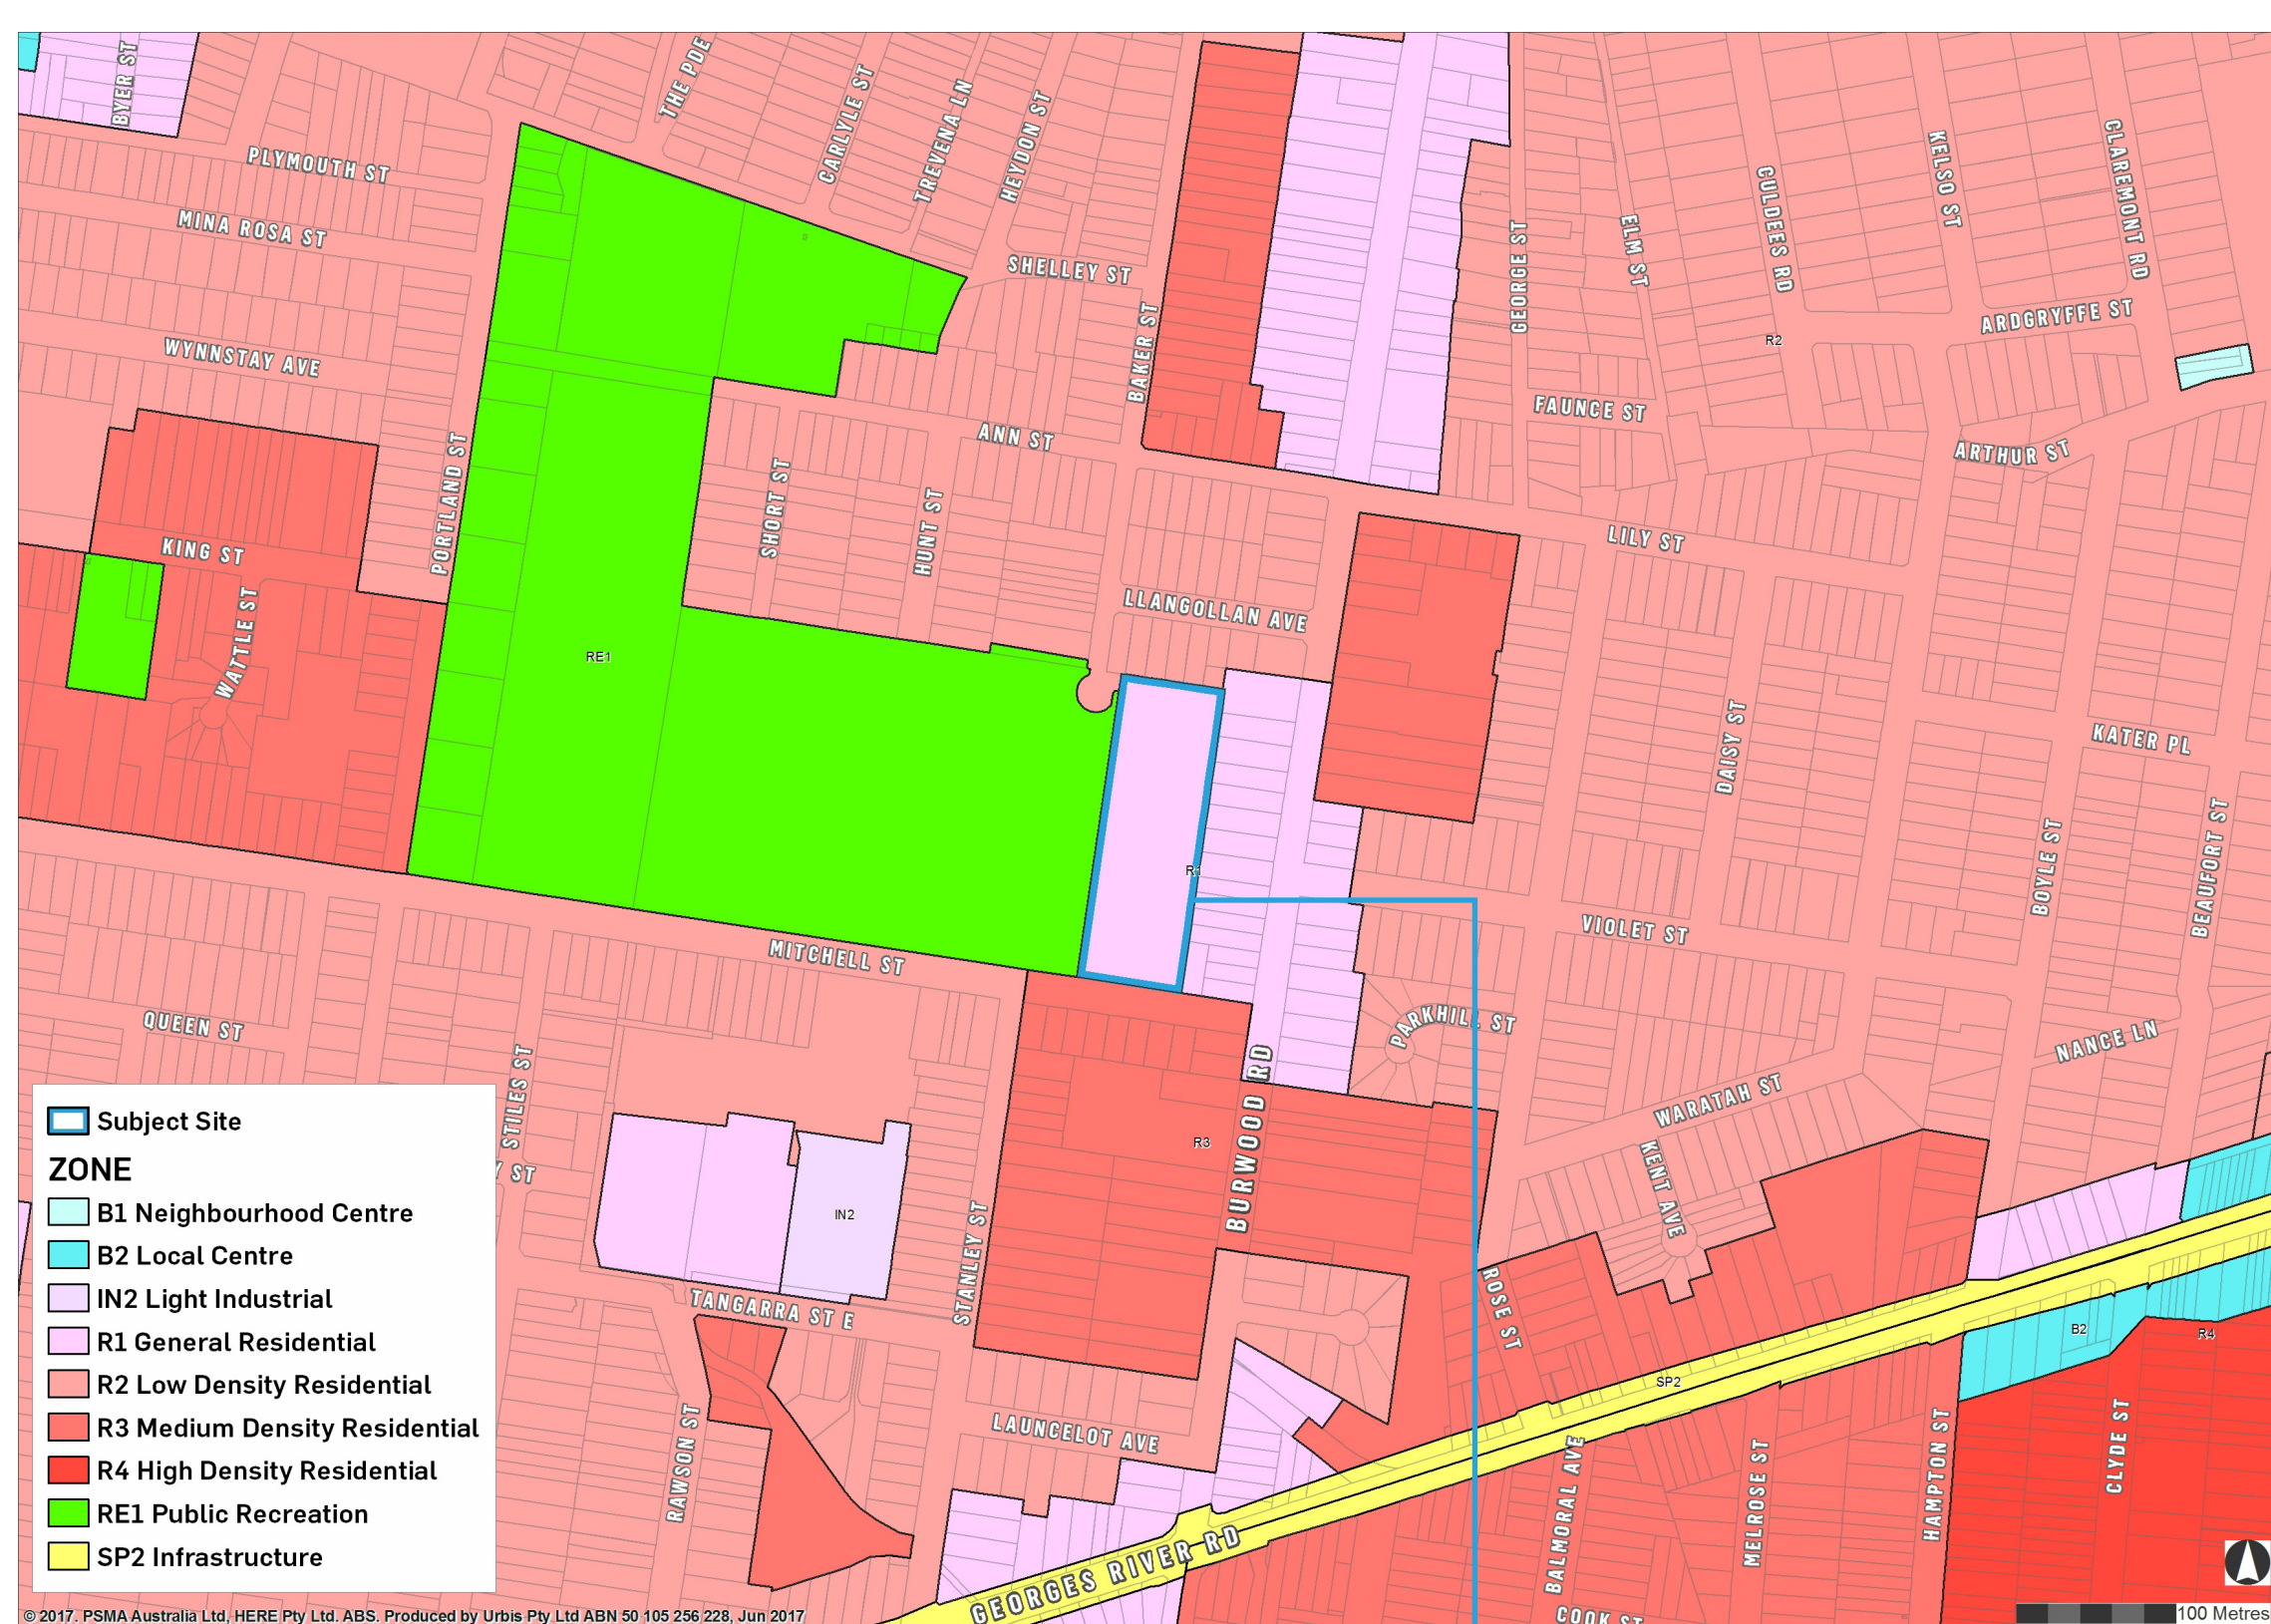 BYER ST
THE PDE
CARLYLE ST
TREVENA LN
HEYDON ST
PLYMOUTH ST
MINA ROSA ST
SHELLEY ST
GEORGE ST
ELM ST
CULDEES RD
KELSO ST
CLAREMONT RD
ARDGRYFFE ST
R2
WYNNSTAY AVE
BAKER ST
FAUNCE ST
ANN ST
ARTHUR ST
PORTLAND ST
SHORT ST
HUNT ST
KING ST
LILY ST
WATTLE ST
LLANGOLLAN AVE
RE1
DAISY ST
KATER PL
R1
BOYLE ST
BEAUFORT ST
VIOLET ST
MITCHELL ST
QUEEN ST
PARKHILL ST
NANCE LN
STILES ST
BURWOOD RD
WARATAH ST
R3
KENT AVE
Y ST
IN2
STANLEY ST
TANGARRA ST E
ROSE ST
B2
R4
SP2
RAWSON ST
LAUNCELOT AVE
BALMORAL AVE
MELROSE ST
HAMPTON ST
CLYDE ST
GEORGES RIVER RD
COOK ST
Subject Site
ZONE
B1 Neighbourhood Centre
B2 Local Centre
IN2 Light Industrial
R1 General Residential
R2 Low Density Residential
R3 Medium Density Residential
R4 High Density Residential
RE1 Public Recreation
SP2 Infrastructure
© 2017. PSMA Australia Ltd, HERE Pty Ltd. ABS. Produced by Urbis Pty Ltd ABN 50 105 256 228, Jun 2017
100 Metres